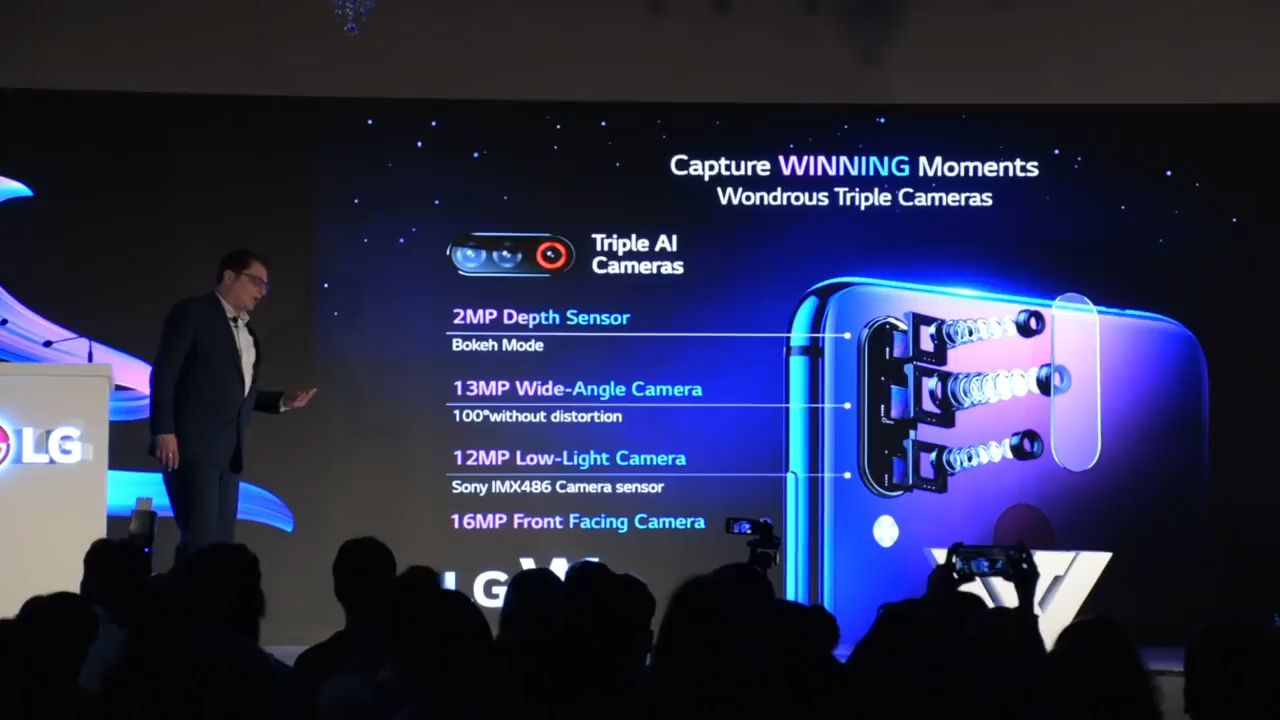 Capture WINNING Moments
Wondrous Triple Cameras
Triple AI
Cameras
2MP Depth Sensor
Bokeh Mode
13MP Wide-Angle Camera
100°without distortion
12MP Low-Light Camera
Sony IMX486 Camera sensor
16MP Front Facing Camera
LG
LG W
W